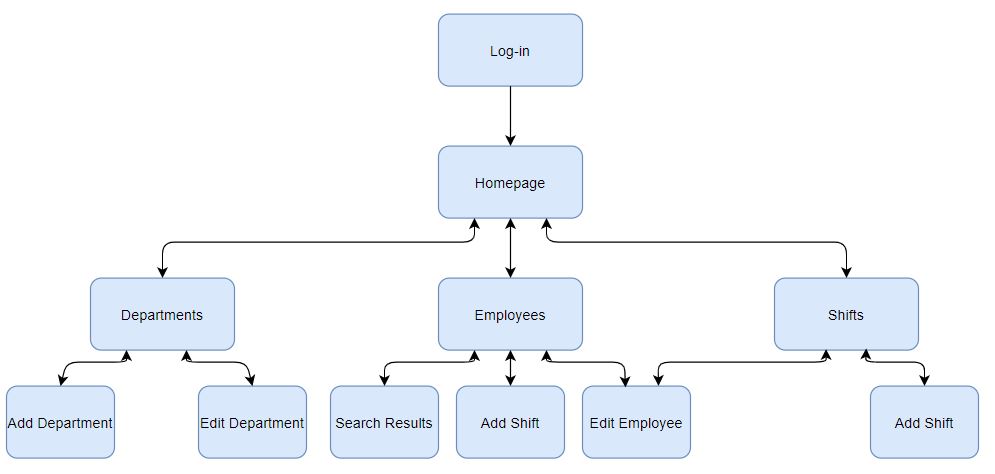 Log-in
Homepage
Departments
Employees
Shifts
Add Department
Edit Department
Search Results
Add Shift
Edit Employee
Add Shift